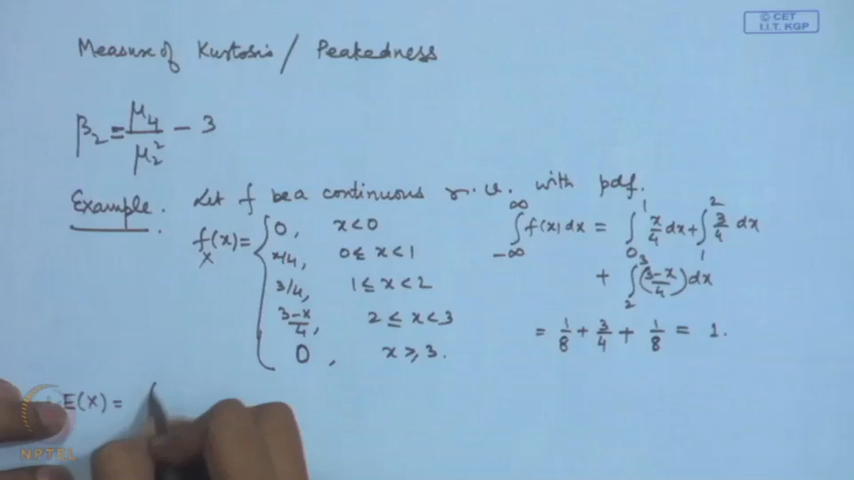 © CET
I.I.T. KGP
Measure of Kurtosis / Peakedness
β₂ = μ₄/μ₂² − 3
Example. Let f be a continuous r.v. with pdf.
f_X(x) = { 0, x < 0
x/4, 0 ≤ x < 1
3/4, 1 ≤ x < 2
(3−x)/4, 2 ≤ x < 3
0, x ≥ 3.
∫_{−∞}^{∞} f(x) dx = ∫_0^1 x/4 dx + ∫_1^2 3/4 dx
+ ∫_2^3 ((3−x)/4) dx
= 1/8 + 3/4 + 1/8 = 1.
E(X) =
NPTEL